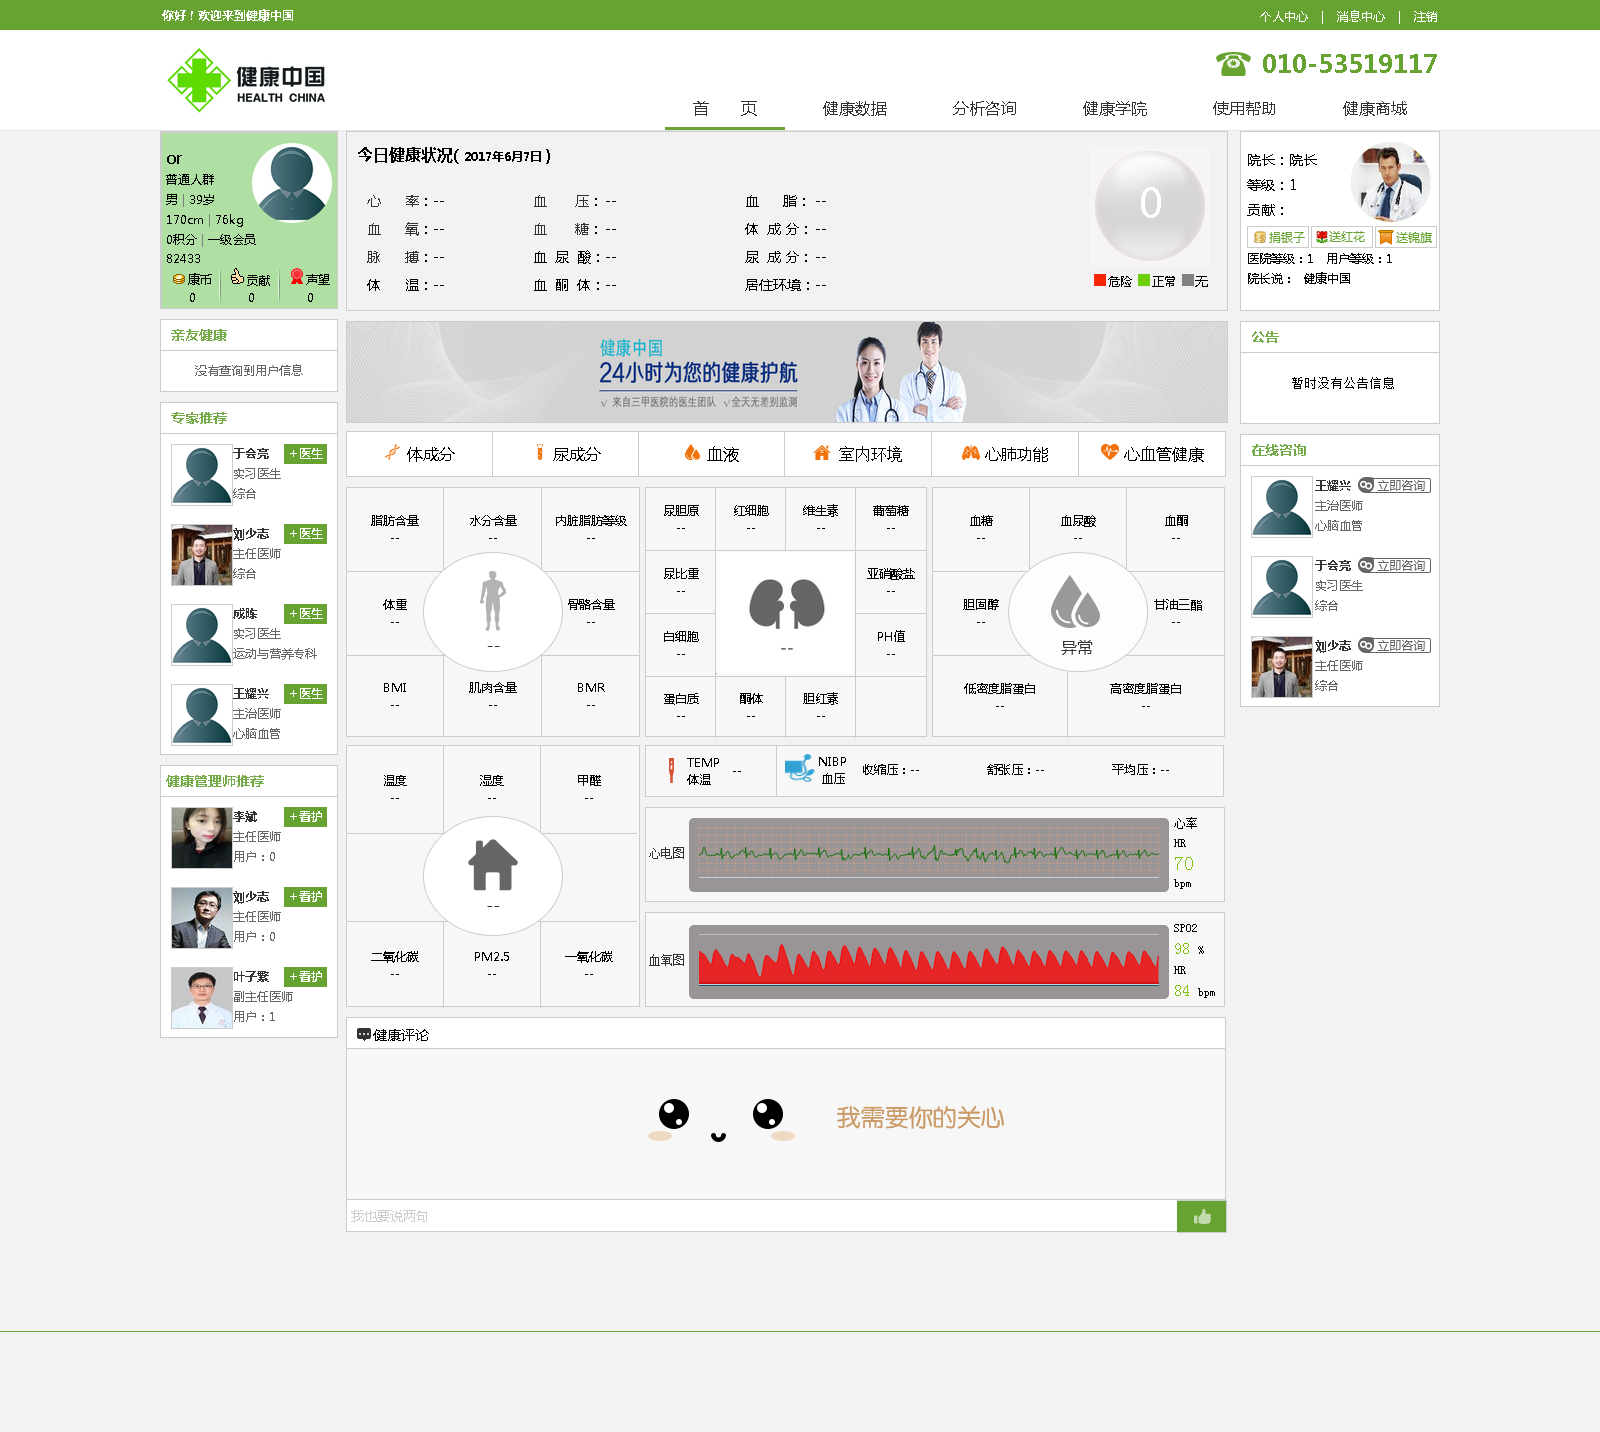 你好！欢迎来到健康中国
个人中心 | 消息中心 | 注销
健康中国
HEALTH CHINA
010-53519117
首 页 健康数据 分析咨询 健康学院 使用帮助 健康商城
or
普通人群
男 | 39岁
170cm | 76kg
0积分 | 一级会员
82433
康币 贡献 声望
0 0 0
亲友健康
没有查询到用户信息
专家推荐
于会亮 +医生
实习医生
综合
刘少志 +医生
主任医师
综合
成陈 +医生
实习医生
运动与营养专科
王耀兴 +医生
主治医师
心脑血管
健康管理师推荐
李斌 +看护
主任医师
用户：0
刘少志 +看护
主任医师
用户：0
叶子繁 +看护
副主任医师
用户：1
今日健康状况( 2017年6月7日 )
心 率：-- 血 压：-- 血 脂： --
血 氧：-- 血 糖：-- 体 成 分：--
脉 搏：-- 血 尿 酸：-- 尿 成 分：--
体 温：-- 血 酮 体：-- 居住环境：--
0
危险 正常 无
健康中国
24小时为您的健康护航
√ 来自三甲医院的医生团队 √全天无差别监测
体成分 尿成分 血液 室内环境 心肺功能 心血管健康
脂肪含量 水分含量 内脏脂肪等级
-- -- --
体重 骨骼含量
-- --
--
BMI 肌肉含量 BMR
-- -- --
尿胆原 红细胞 维生素 葡萄糖
-- -- -- --
尿比重 亚硝酸盐
-- --
白细胞 PH值
-- --
--
蛋白质 酮体 胆红素
-- -- --
血糖 血尿酸 血酮
-- -- --
胆固醇 甘油三酯
-- --
异常
低密度脂蛋白 高密度脂蛋白
-- --
温度 湿度 甲醛
-- -- --
--
二氧化碳 PM2.5 一氧化碳
-- -- --
TEMP
体温 --
NIBP
血压 收缩压：-- 舒张压：-- 平均压：--
心电图
心率
HR
70
bpm
血氧图
SPO2
98 %
HR
84 bpm
健康评论
我需要你的关心
我也要说两句
院长：院长
等级：1
贡献：
捐银子 送红花 送锦旗
医院等级：1 用户等级：1
院长说： 健康中国
公告
暂时没有公告信息
在线咨询
王耀兴 立即咨询
主治医师
心脑血管
于会亮 立即咨询
实习医生
综合
刘少志 立即咨询
主任医师
综合